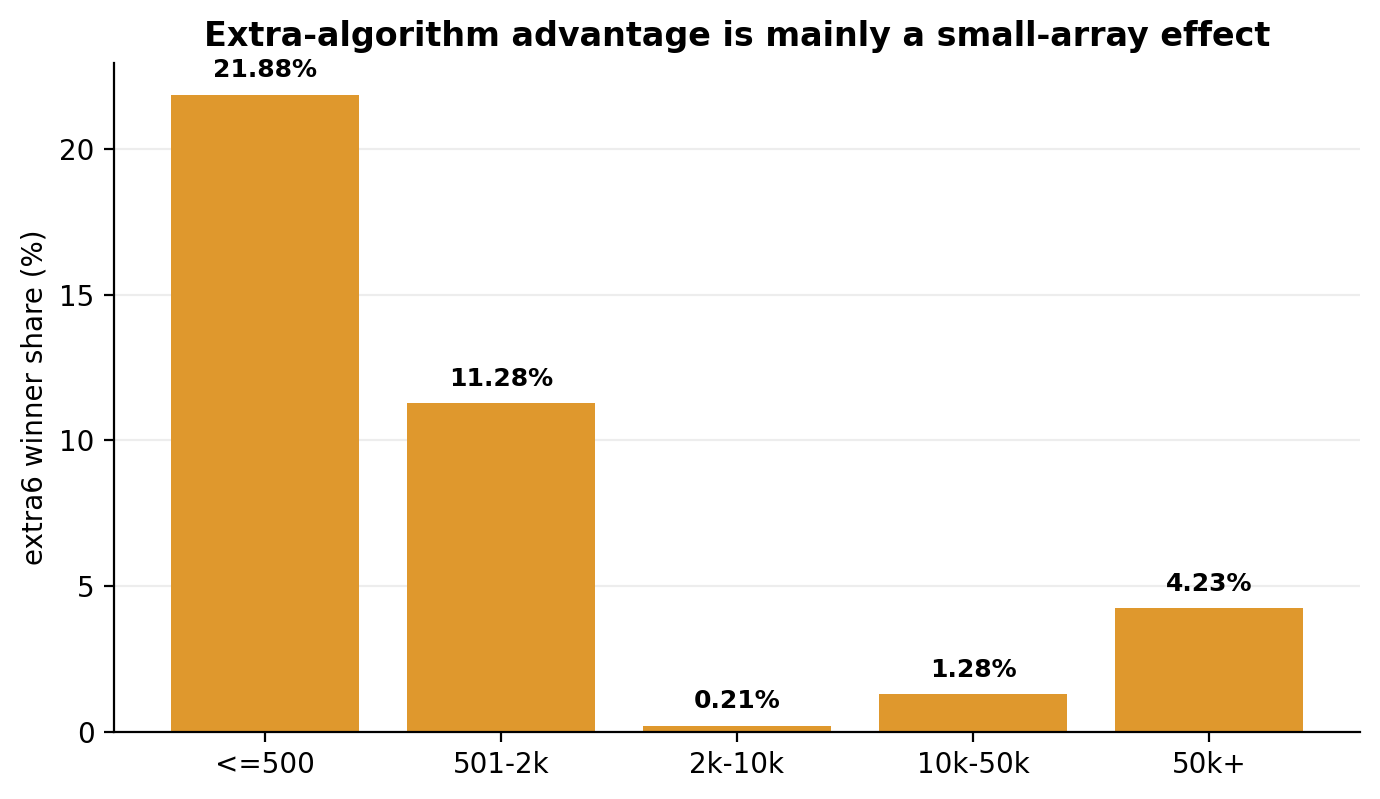 Extra-algorithm advantage is mainly a small-array effect
21.88%
20
15
11.28%
10
5
4.23%
1.28%
0.21%
0
extra6 winner share (%)
<=500
501-2k
2k-10k
10k-50k
50k+